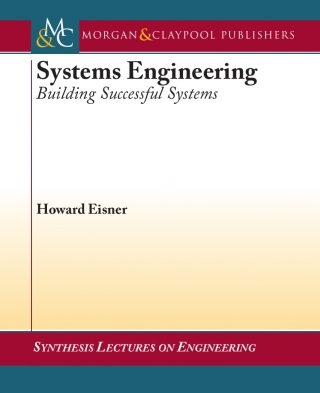 M&C
MORGAN&CLAYPOOL PUBLISHERS
Systems Engineering
Building Successful Systems
Howard Eisner
SYNTHESIS LECTURES ON ENGINEERING